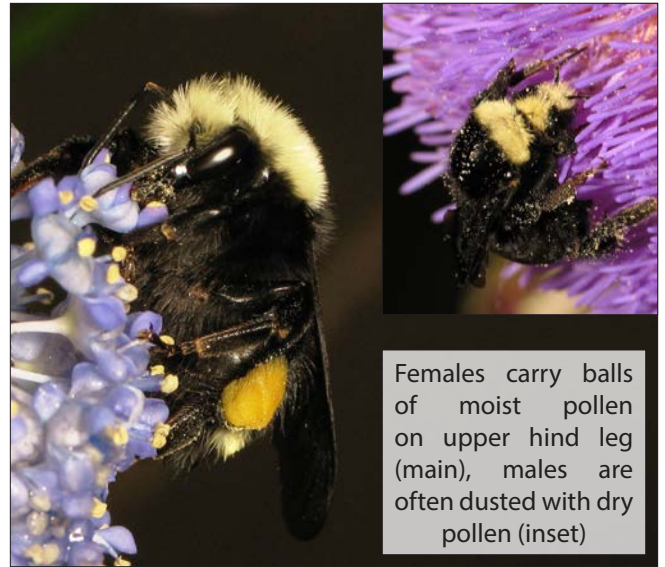 Females carry balls
of moist pollen
on upper hind leg
(main), males are
often dusted with dry
pollen (inset)